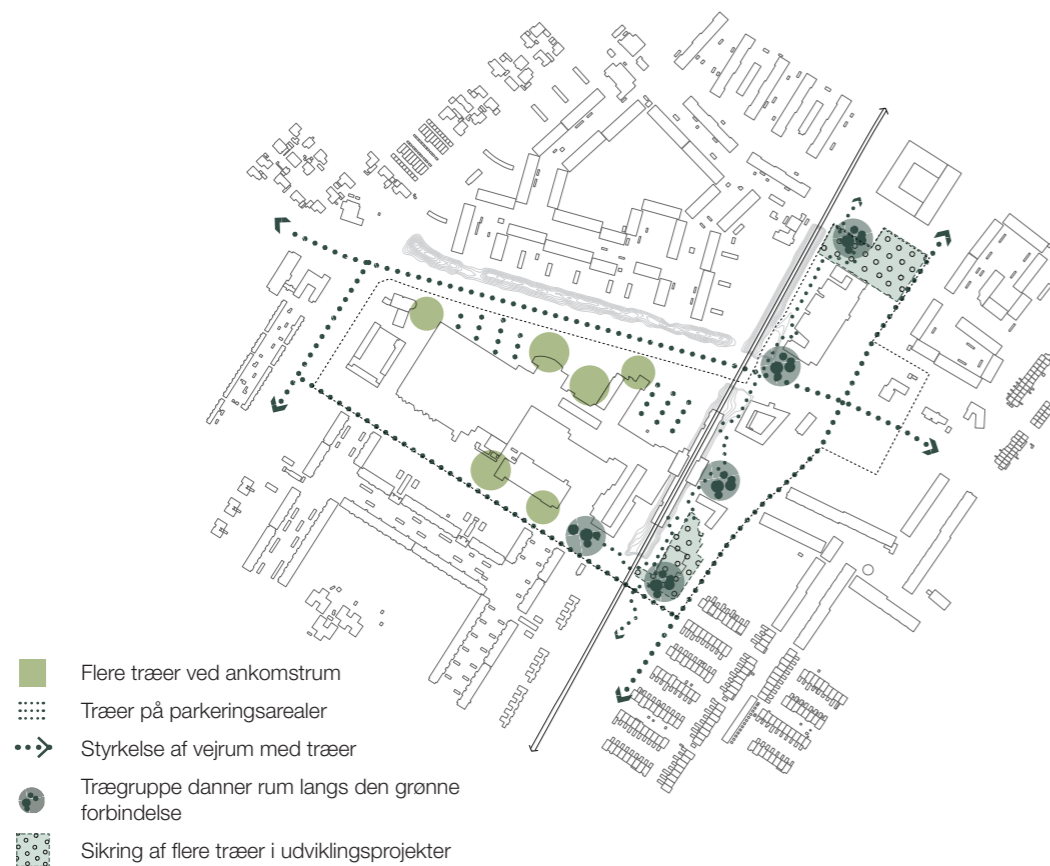 Flere træer ved ankomstrum
Træer på parkeringsarealer
Styrkelse af vejrum med træer
Trægruppe danner rum langs den grønne
forbindelse
Sikring af flere træer i udviklingsprojekter